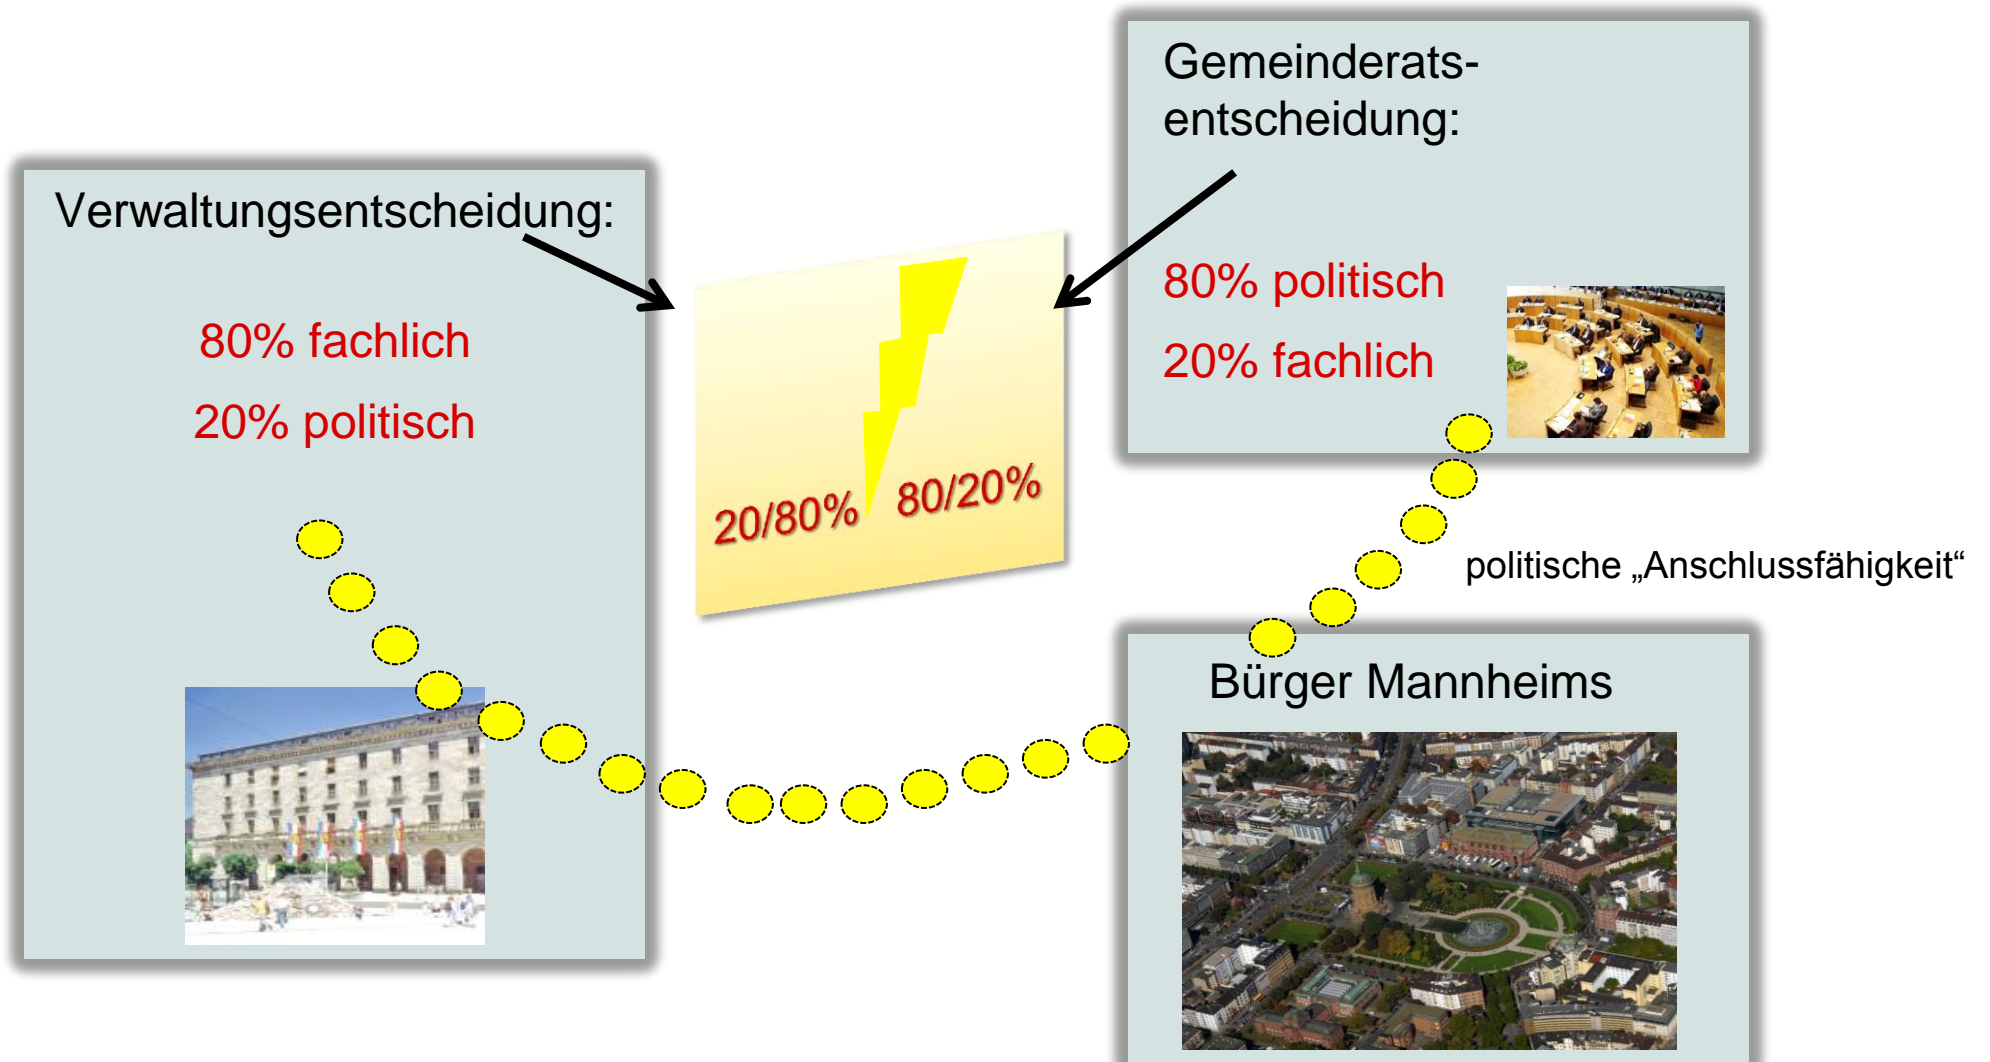 Verwaltungsentscheidung:
80% fachlich
20% politisch
20/80%
80/20%
Gemeinderats-
entscheidung:
80% politisch
20% fachlich
politische „Anschlussfähigkeit“
Bürger Mannheims